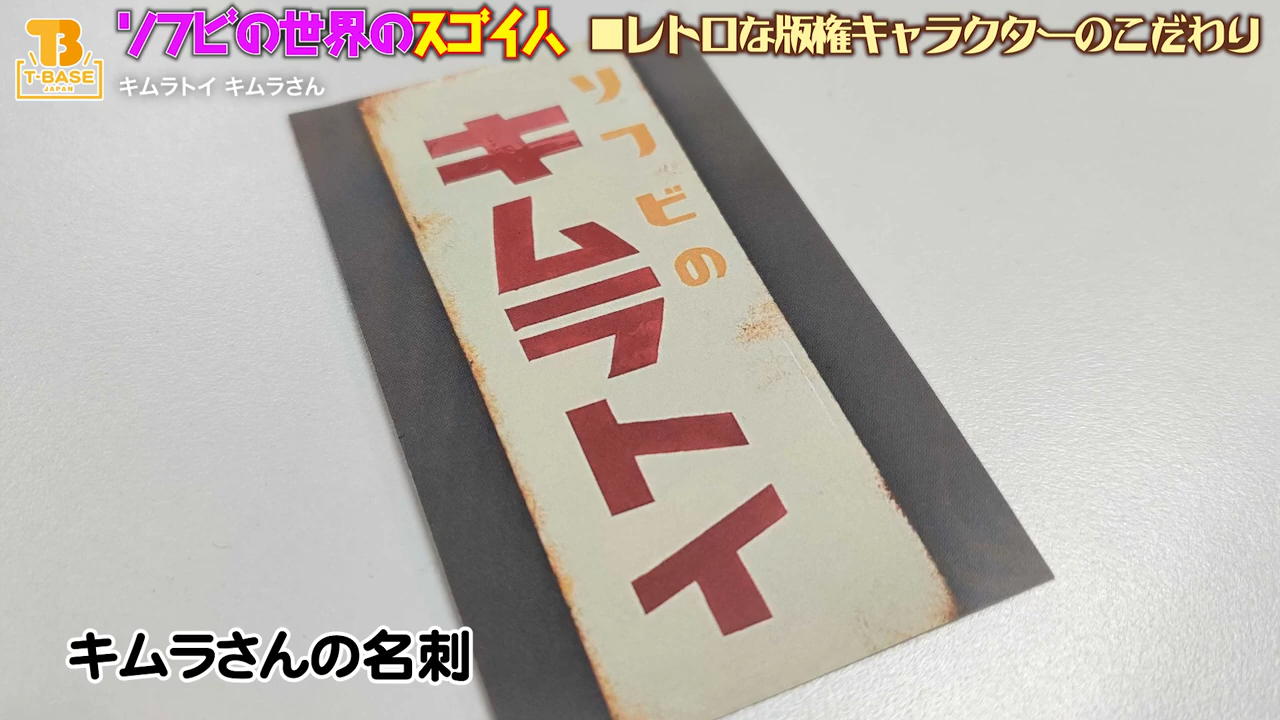 TB
T-BASE
JAPAN
ソフビの世界のスゴイ人
■レトロな版権キャラクターのこだわり
キムラトイ キムラさん
ソフビの
キムラトイ
キムラさんの名刺